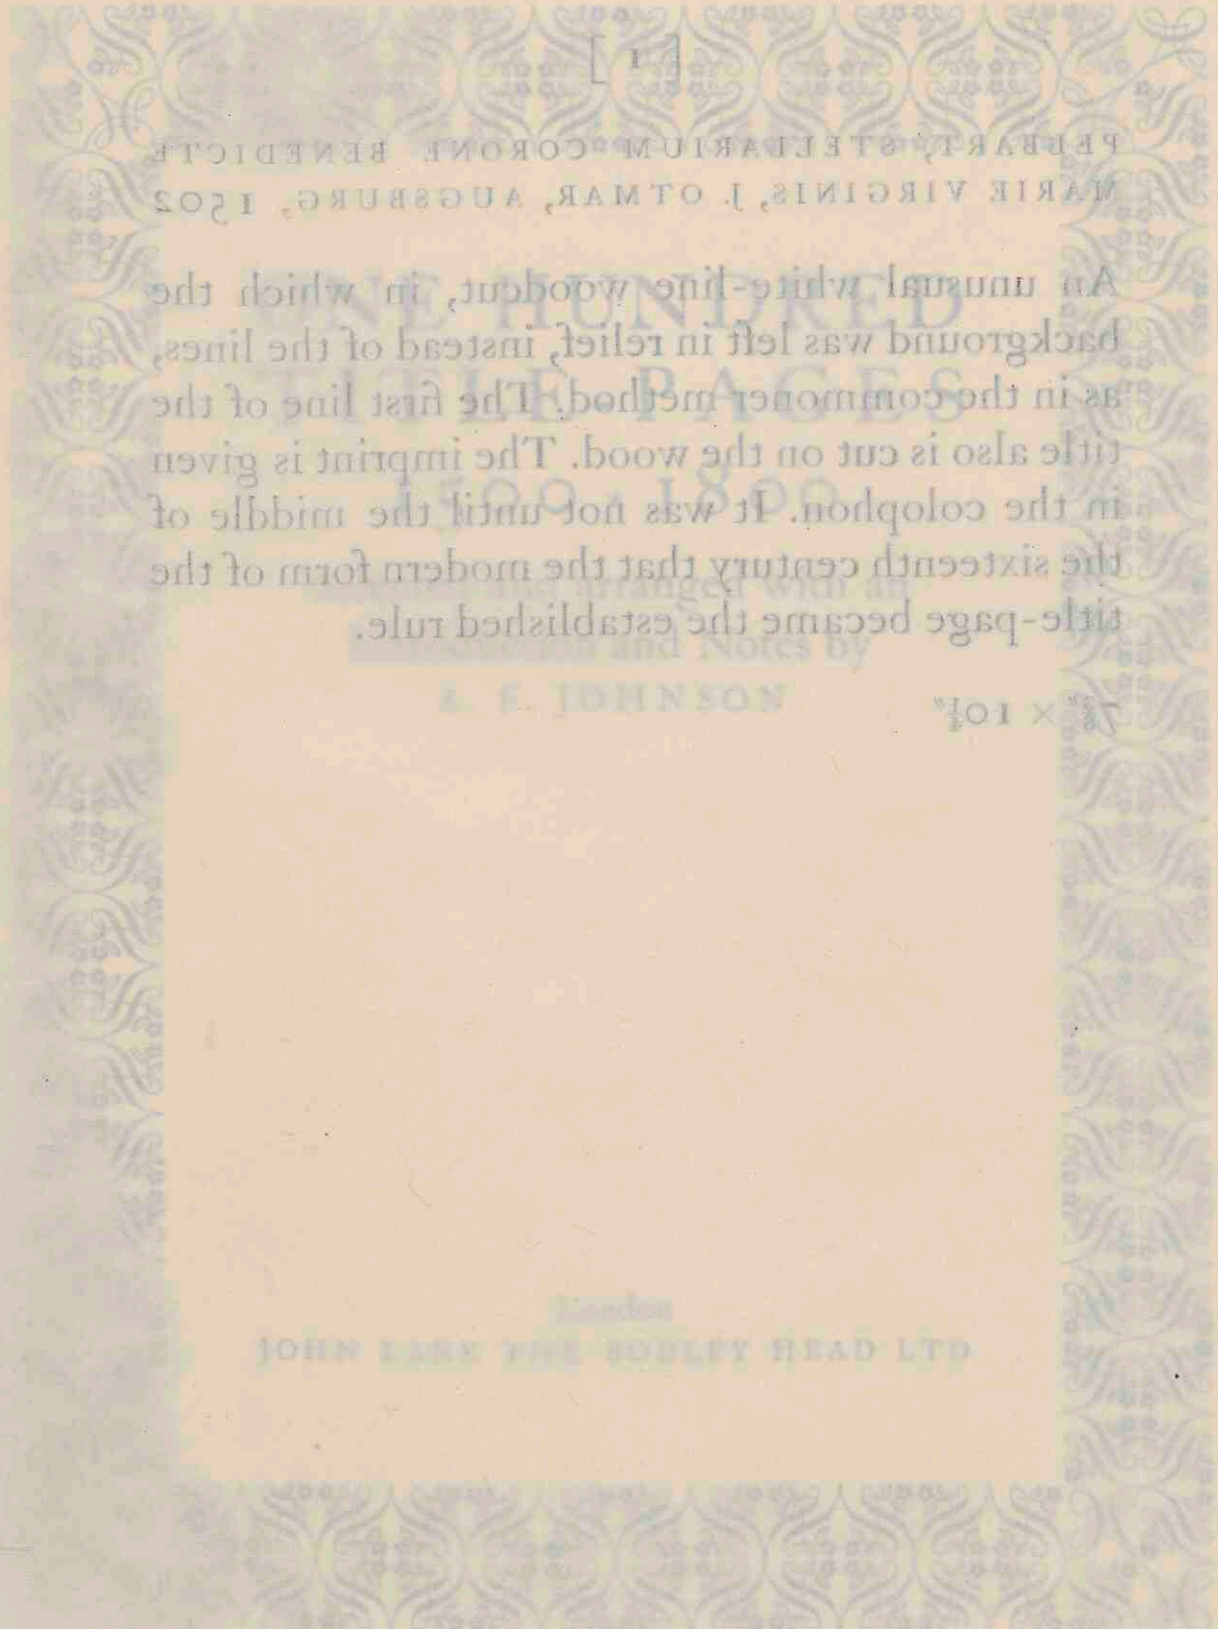 [ 1 ]
PELBART, STELLARIUM CORONE BENEDICTE
MARIE VIRGINIS, J. OTMAR, AUGSBURG, 1502
An unusual white-line woodcut, in which the
background was left in relief, instead of the lines,
as in the commoner method. The first line of the
title also is cut on the wood. The imprint is given
in the colophon. It was not until the middle of
the sixteenth century that the modern form of the
title-page became the established rule.
× 10¼"
ONE HUNDRED
TITLE PAGES
1500 - 1800
and arranged with an
Introduction and Notes by
A. F. JOHNSON
London
JOHN LANE THE BODLEY HEAD LTD